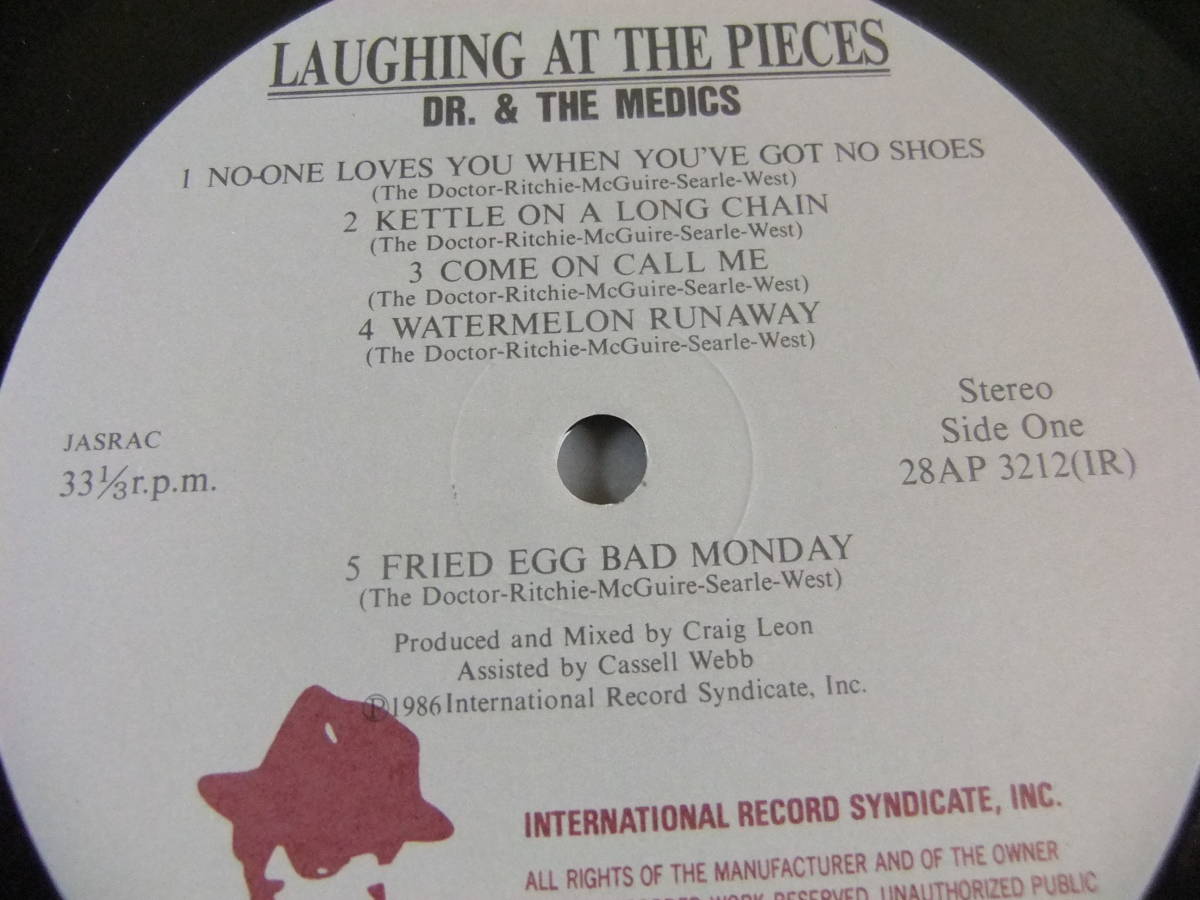 LAUGHING AT THE PIECES
DR. & THE MEDICS
1 NO-ONE LOVES YOU WHEN YOU'VE GOT NO SHOES
(The Doctor-Ritchie-McGuire-Searle-West)
2 KETTLE ON A LONG CHAIN
(The Doctor-Ritchie-McGuire-Searle-West)
3 COME ON CALL ME
(The Doctor-Ritchie-McGuire-Searle-West)
4 WATERMELON RUNAWAY
(The Doctor-Ritchie-McGuire-Searle-West)
JASRAC
33⅓r.p.m.
Stereo
Side One
28AP 3212(IR)
5 FRIED EGG BAD MONDAY
(The Doctor-Ritchie-McGuire-Searle-West)
Produced and Mixed by Craig Leon
Assisted by Cassell Webb
℗1986 International Record Syndicate, Inc.
INTERNATIONAL RECORD SYNDICATE, INC.
ALL RIGHTS OF THE MANUFACTURER AND OF THE OWNER
WORK RESERVED UNAUTHORIZED PUBLIC